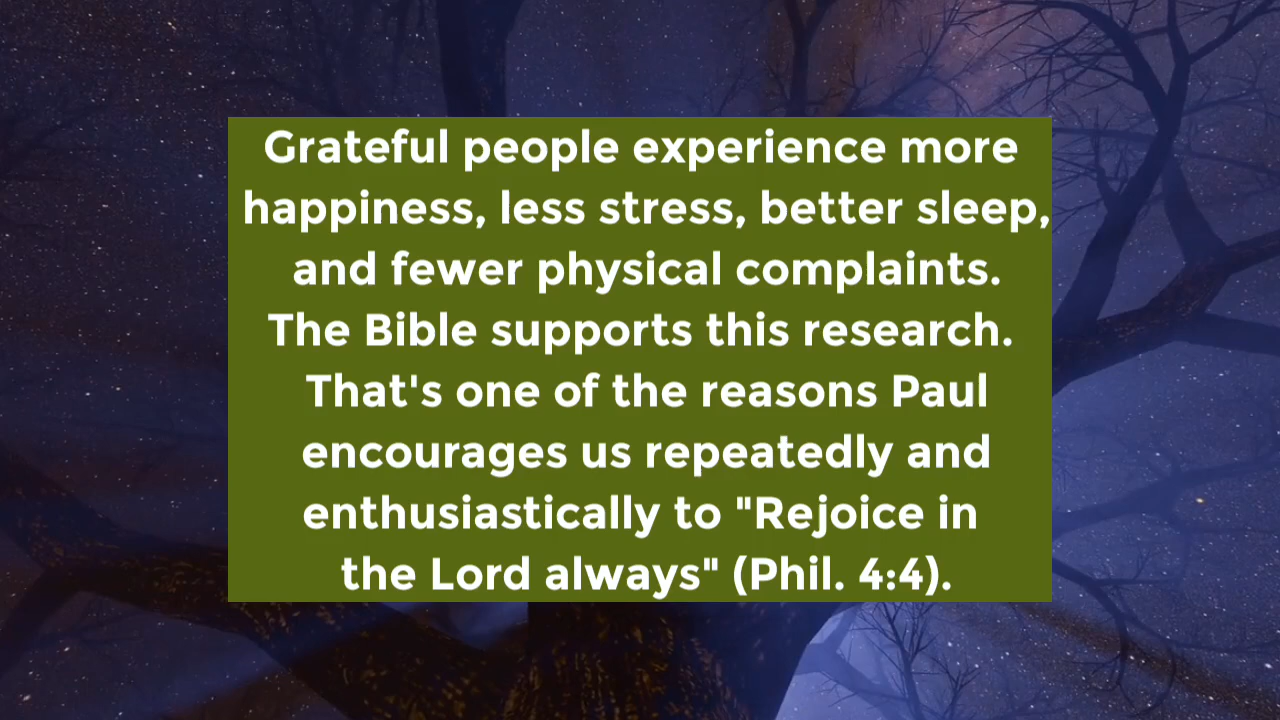 Grateful people experience more
happiness, less stress, better sleep,
and fewer physical complaints.
The Bible supports this research.
That's one of the reasons Paul
encourages us repeatedly and
enthusiastically to "Rejoice in
the Lord always" (Phil. 4:4).